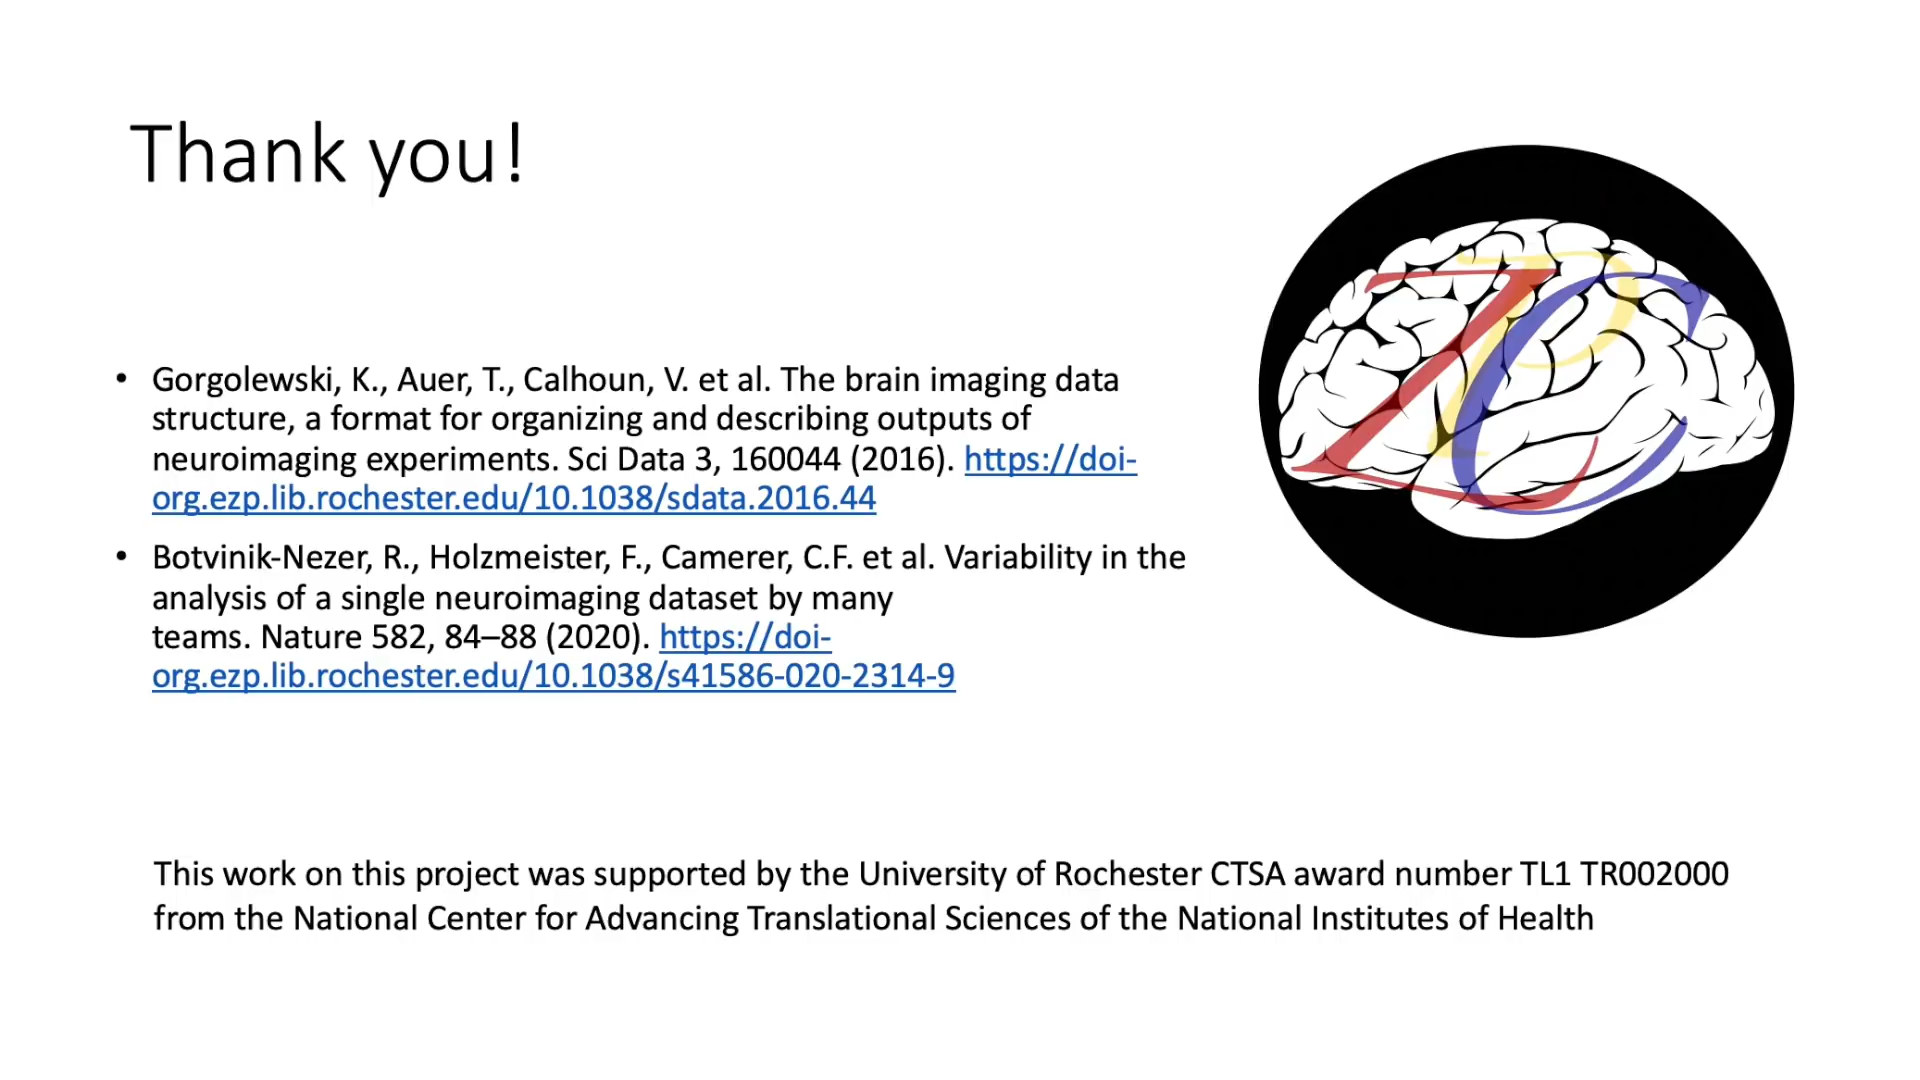 Thank you!
• Gorgolewski, K., Auer, T., Calhoun, V. et al. The brain imaging data
structure, a format for organizing and describing outputs of
neuroimaging experiments. Sci Data 3, 160044 (2016). https://doi-
org.ezp.lib.rochester.edu/10.1038/sdata.2016.44
• Botvinik-Nezer, R., Holzmeister, F., Camerer, C.F. et al. Variability in the
analysis of a single neuroimaging dataset by many
teams. Nature 582, 84–88 (2020). https://doi-
org.ezp.lib.rochester.edu/10.1038/s41586-020-2314-9
Z P C
This work on this project was supported by the University of Rochester CTSA award number TL1 TR002000
from the National Center for Advancing Translational Sciences of the National Institutes of Health